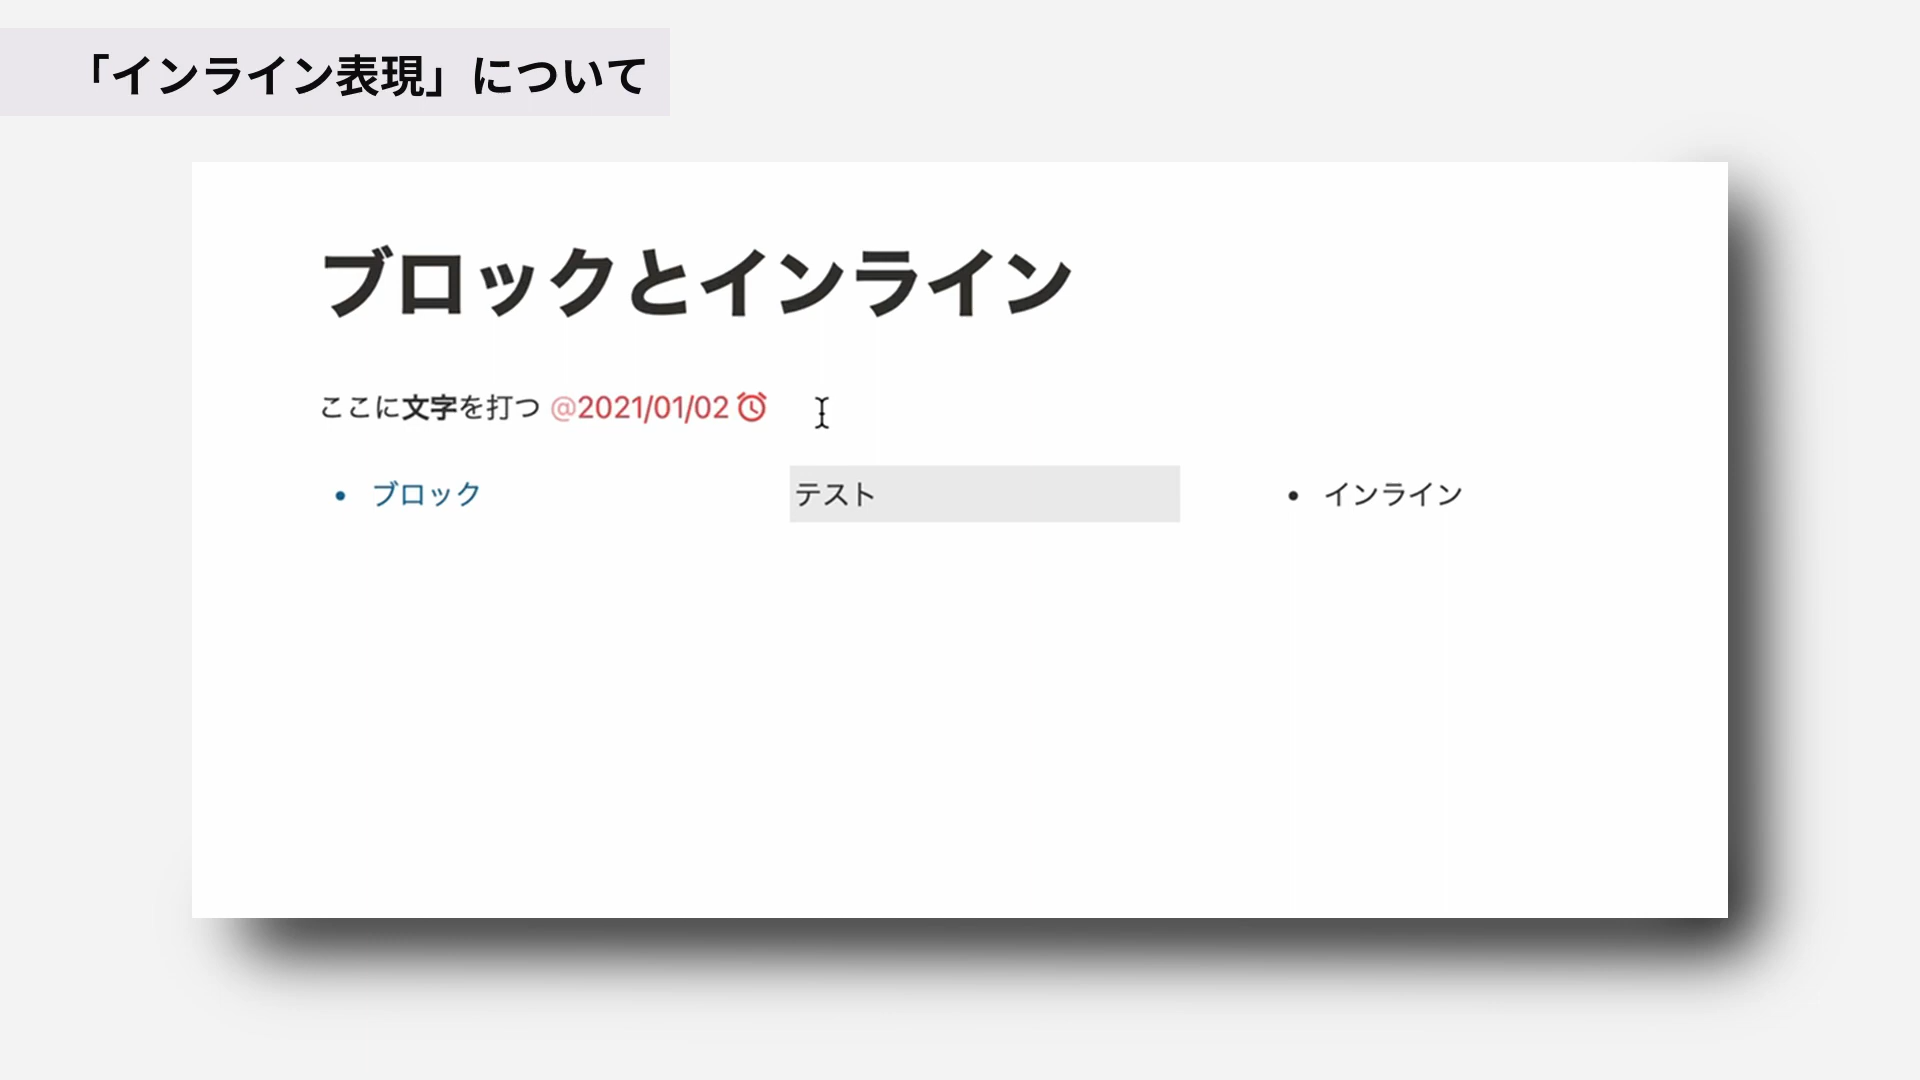 「インライン表現」について
ブロックとインライン
ここに文字を打つ @2021/01/02
• ブロック
テスト
• インライン